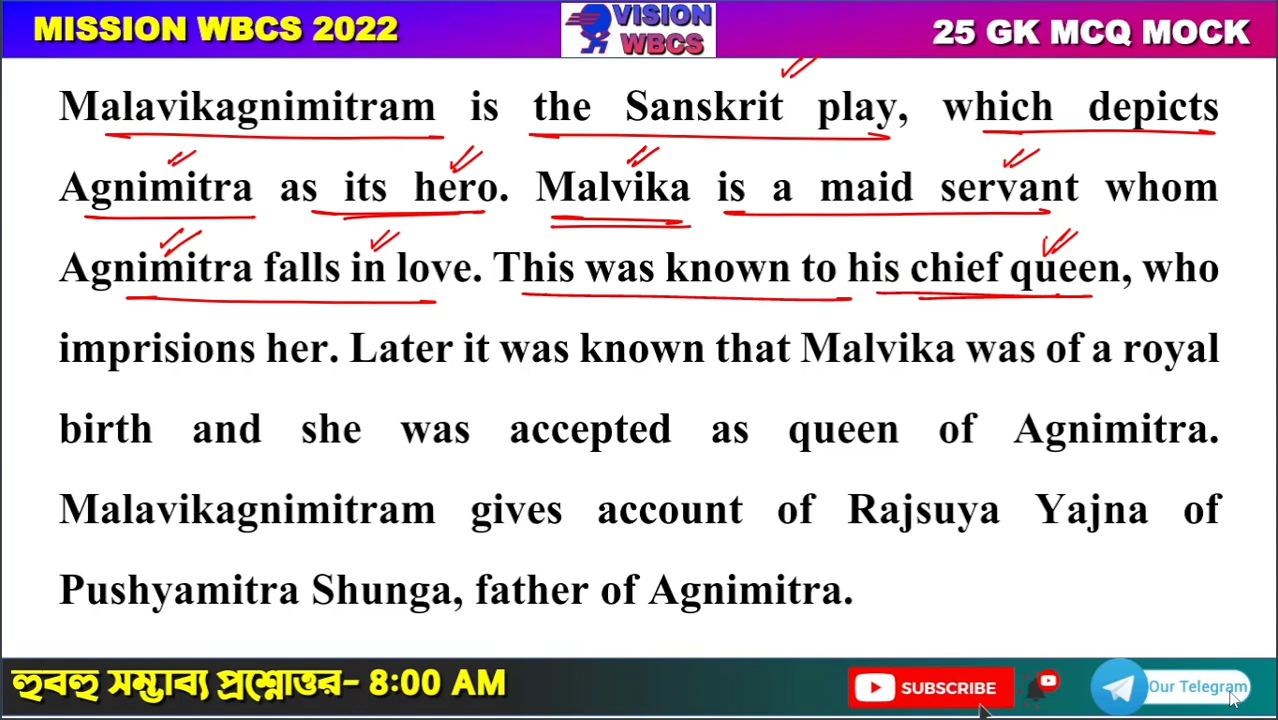 MISSION WBCS 2022
VISION
WBCS
25 GK MCQ MOCK
Malavikagnimitram is the Sanskrit play, which depicts
Agnimitra as its hero. Malvika is a maid servant whom
Agnimitra falls in love. This was known to his chief queen, who
imprisions her. Later it was known that Malvika was of a royal
birth and she was accepted as queen of Agnimitra.
Malavikagnimitram gives account of Rajsuya Yajna of
Pushyamitra Shunga, father of Agnimitra.
হুবহু সম্ভাব্য প্রশ্নোত্তর- 8:00 AM
SUBSCRIBE
Our Telegram